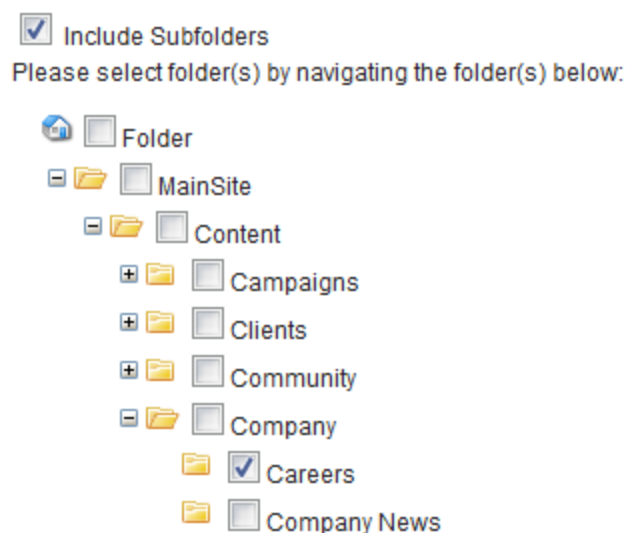 Include Subfolders
Please select folder(s) by navigating the folder(s) below:
Folder
MainSite
Content
Campaigns
Clients
Community
Company
Careers
Company News